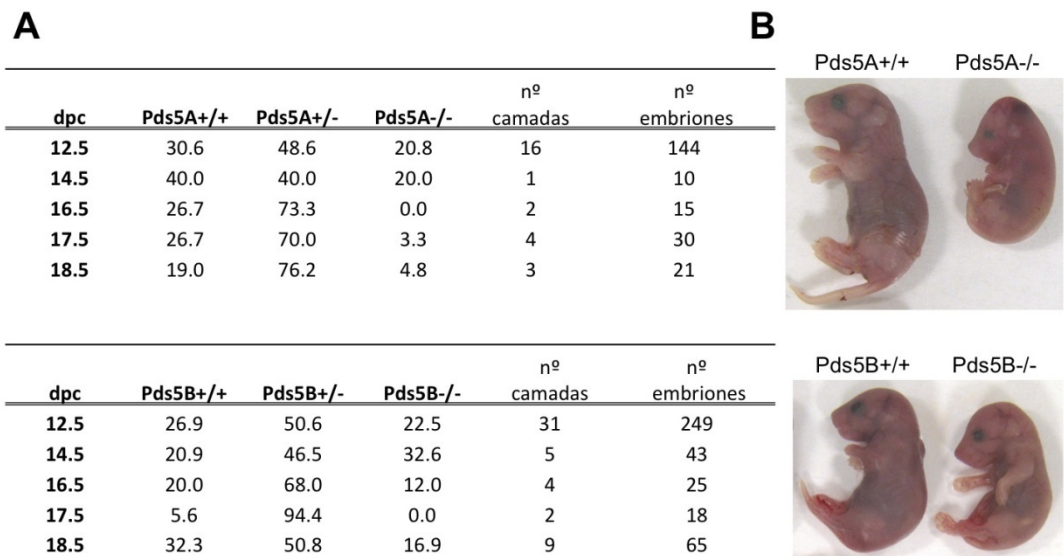 A
B
nº nº
dpc Pds5A+/+ Pds5A+/- Pds5A-/- camadas embriones
12.5 30.6 48.6 20.8 16 144
14.5 40.0 40.0 20.0 1 10
16.5 26.7 73.3 0.0 2 15
17.5 26.7 70.0 3.3 4 30
18.5 19.0 76.2 4.8 3 21
Pds5A+/+ Pds5A-/-
nº nº
dpc Pds5B+/+ Pds5B+/- Pds5B-/- camadas embriones
12.5 26.9 50.6 22.5 31 249
14.5 20.9 46.5 32.6 5 43
16.5 20.0 68.0 12.0 4 25
17.5 5.6 94.4 0.0 2 18
18.5 32.3 50.8 16.9 9 65
Pds5B+/+ Pds5B-/-